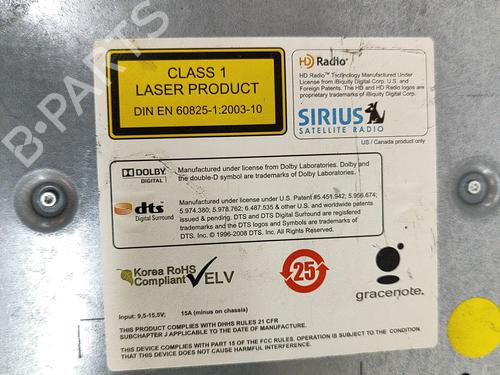 B-PARTS
CLASS 1
LASER PRODUCT
DIN EN 60825-1:2003-10
HD Radio™
HD Radio™ Technology Manufactured Under
License from iBiquity Digital Corp. U.S. and
Foreign Patents. The HD and HD Radio logos are
proprietary trademarks of iBiquity Digital Corp.
SIRIUS
SATELLITE RADIO
US / Canada product only
DOLBY
DIGITAL
Manufactured under license from Dolby Laboratories. Dolby and
the double-D symbol are trademarks of Dolby Laboratories.
dts
Digital Surround
Manufactured under license under U.S. Patent #5.451.942; 5.956.674;
5.974.380; 5.978.762; 6.487.535 & other U.S. and worldwide patents
issued & pending. DTS and DTS Digital Surround are registered
trademarks and the DTS logos and Symbols are trademarks of
DTS. Inc. © 1996-2008 DTS. Inc. All Rights Reserved.
Korea RoHS
Compliant
ELV
25
gracenote.
Input: 9,5-15,5V; 15A (minus on chassis)
THIS PRODUCT COMPLIES WITH DHHS RULES 21 CFR
SUBCHAPTER J APPLICABLE TO THE DATE OF MANUFACTURE.
THIS DEVICE COMPLIES WITH PART 15 OF THE FCC RULES. OPERATION IS SUBJECT TO THE CONDITION
THAT THIS DEVICE DOES NOT CAUSE HARMFUL INTERFERENCE.